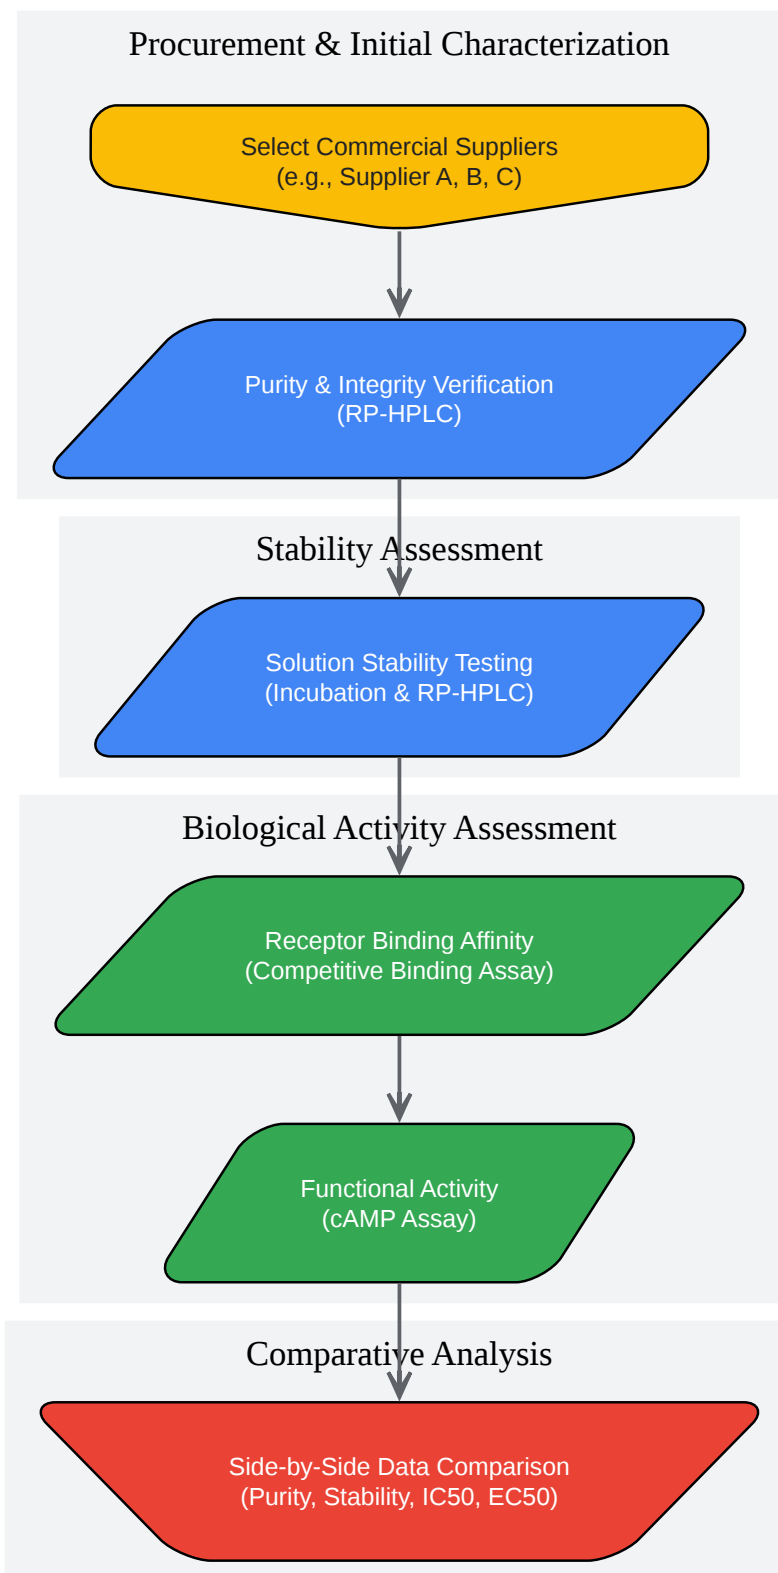 Procurement & Initial Characterization
Select Commercial Suppliers
(e.g., Supplier A, B, C)
Purity & Integrity Verification
(RP-HPLC)
Stability Assessment
Solution Stability Testing
(Incubation & RP-HPLC)
Biological Activity Assessment
Receptor Binding Affinity
(Competitive Binding Assay)
Functional Activity
(cAMP Assay)
Comparative Analysis
Side-by-Side Data Comparison
(Purity, Stability, IC50, EC50)